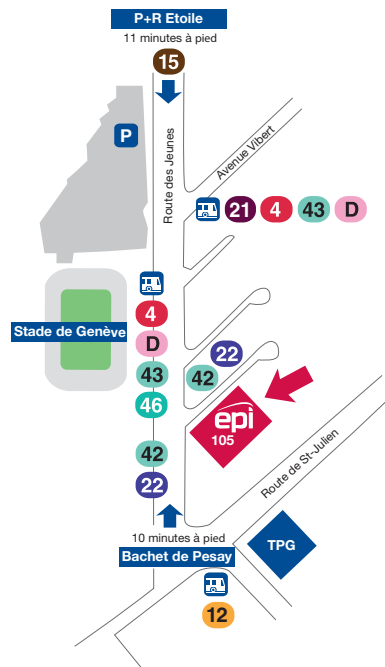 P+R Etoile
11 minutes à pied
15
P
Route des Jeunes
Avenue Vibert
21 4 43 D
4
Stade de Genève
D
22
43
42
46
epi
105
42
22
Route de St-Julien
10 minutes à pied
Bachet de Pesay
TPG
12